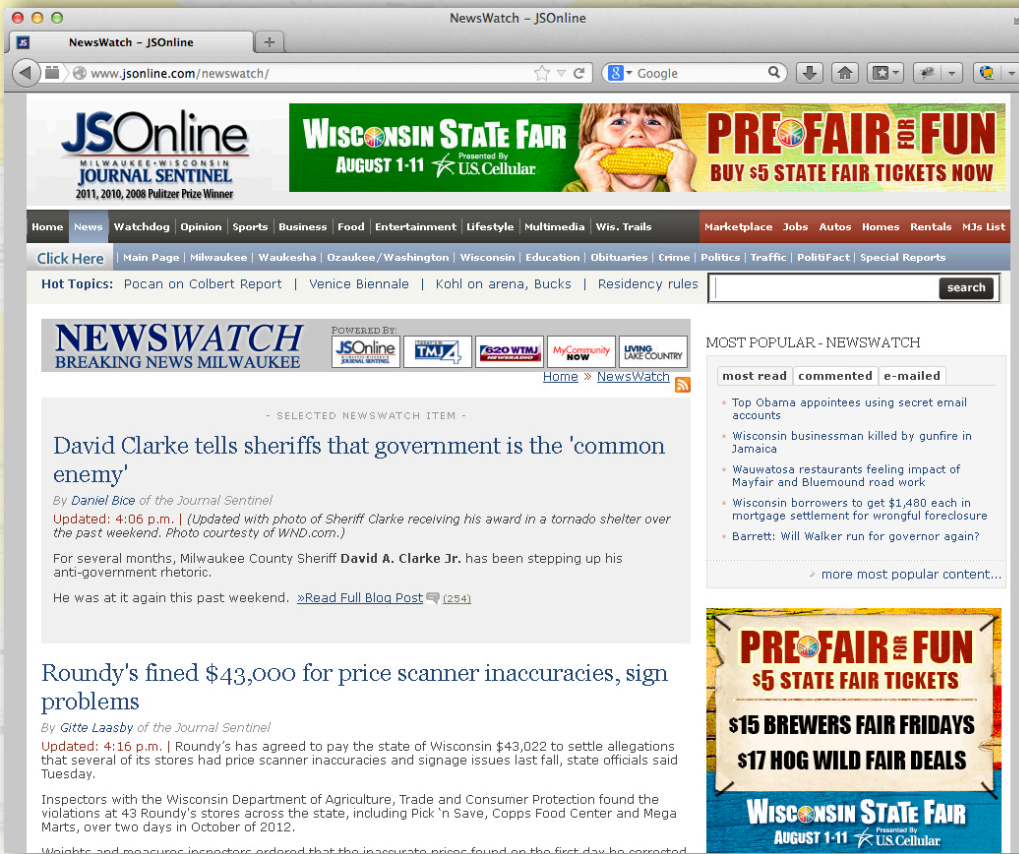 NewsWatch – JSOnline
NewsWatch – JSOnline
www.jsonline.com/newswatch/
Google
JSOnline
MILWAUKEE • WISCONSIN
JOURNAL SENTINEL
2011, 2010, 2008 Pulitzer Prize Winner
WISCONSIN STATE FAIR
AUGUST 1-11 Presented By U.S. Cellular
PRE FAIR FOR FUN
BUY $5 STATE FAIR TICKETS NOW
Home News Watchdog Opinion Sports Business Food Entertainment Lifestyle Multimedia Wis. Trails Marketplace Jobs Autos Homes Rentals MJs List
Click Here | Main Page | Milwaukee | Waukesha | Ozaukee/Washington | Wisconsin | Education | Obituaries | Crime | Politics | Traffic | PolitiFact | Special Reports
Hot Topics: Pocan on Colbert Report | Venice Biennale | Kohl on arena, Bucks | Residency rules
search
NEWSWATCH
BREAKING NEWS MILWAUKEE
POWERED BY:
JSOnline
TMJ4
620 WTMJ
NEWSRADIO
MyCommunity
NOW
LIVING
LAKE COUNTRY
Home » NewsWatch
- SELECTED NEWSWATCH ITEM -
David Clarke tells sheriffs that government is the 'common
enemy'
By Daniel Bice of the Journal Sentinel
Updated: 4:06 p.m. | (Updated with photo of Sheriff Clarke receiving his award in a tornado shelter over
the past weekend. Photo courtesty of WND.com.)
For several months, Milwaukee County Sheriff David A. Clarke Jr. has been stepping up his
anti-government rhetoric.
He was at it again this past weekend. »Read Full Blog Post (254)
Roundy's fined $43,000 for price scanner inaccuracies, sign
problems
By Gitte Laasby of the Journal Sentinel
Updated: 4:16 p.m. | Roundy's has agreed to pay the state of Wisconsin $43,022 to settle allegations
that several of its stores had price scanner inaccuracies and signage issues last fall, state officials said
Tuesday.
Inspectors with the Wisconsin Department of Agriculture, Trade and Consumer Protection found the
violations at 43 Roundy's stores across the state, including Pick 'n Save, Copps Food Center and Mega
Marts, over two days in October of 2012.
Weights and measures inspectors ordered that the inaccurate prices found on the first day be corrected
MOST POPULAR - NEWSWATCH
most read commented e-mailed
Top Obama appointees using secret email
accounts
Wisconsin businessman killed by gunfire in
Jamaica
Wauwatosa restaurants feeling impact of
Mayfair and Bluemound road work
Wisconsin borrowers to get $1,480 each in
mortgage settlement for wrongful foreclosure
Barrett: Will Walker run for governor again?
more most popular content...
PRE FAIR FOR FUN
$5 STATE FAIR TICKETS
$15 BREWERS FAIR FRIDAYS
$17 HOG WILD FAIR DEALS
WISCONSIN STATE FAIR
AUGUST 1-11 Presented By U.S. Cellular